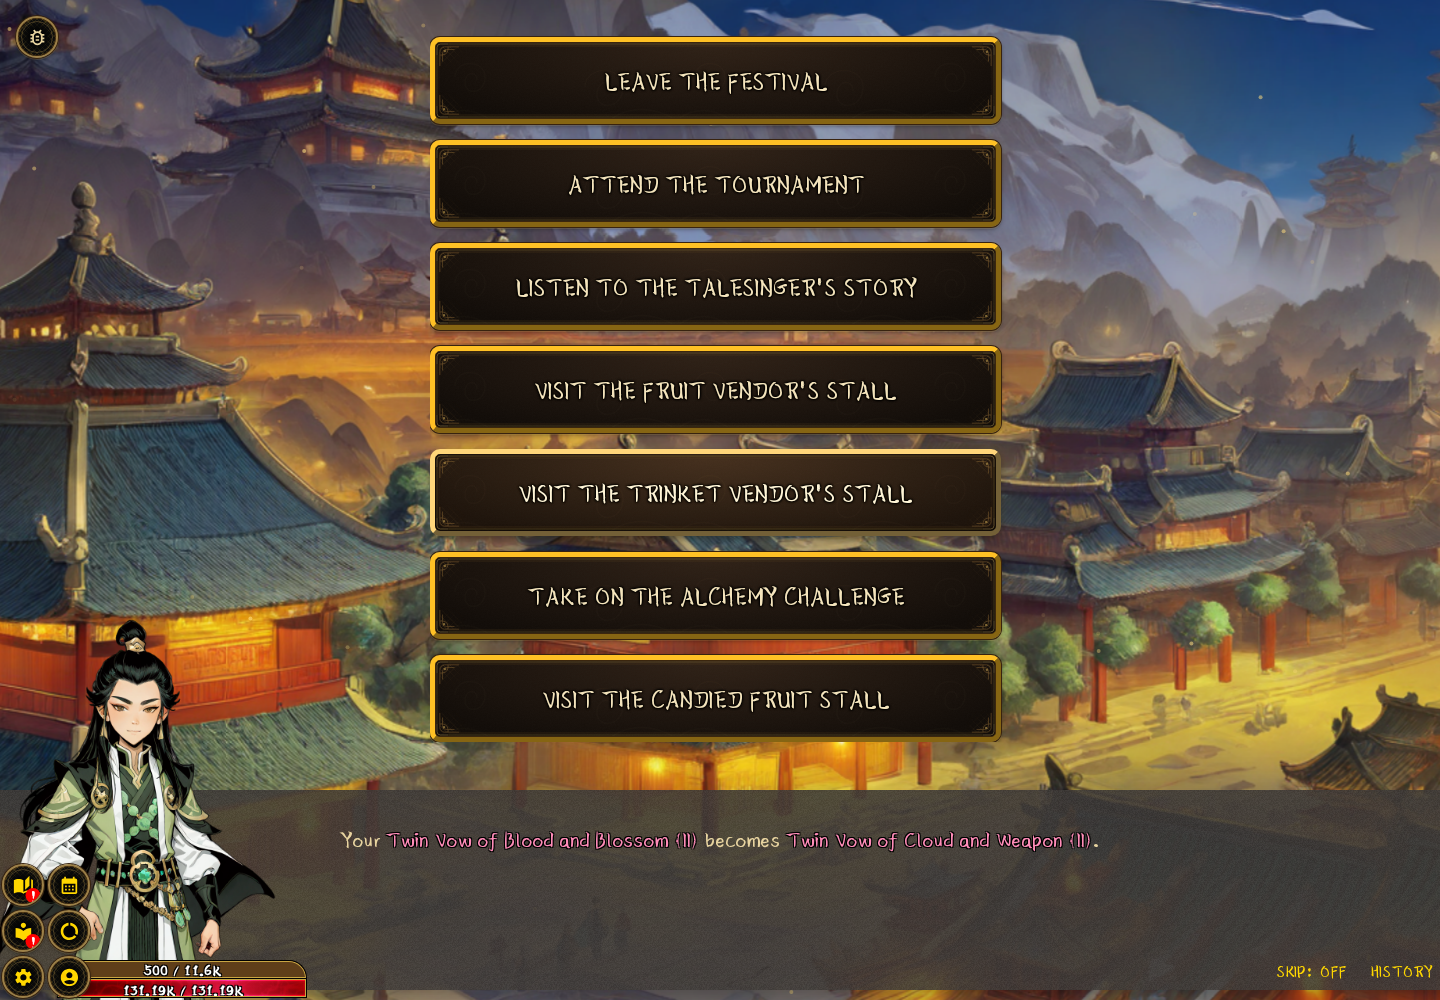 LEAVE THE FESTIVAL
ATTEND THE TOURNAMENT
LISTEN TO THE TALESINGER'S STORY
VISIT THE FRUIT VENDOR'S STALL
VISIT THE TRINKET VENDOR'S STALL
TAKE ON THE ALCHEMY CHALLENGE
VISIT THE CANDIED FRUIT STALL
Your Twin Vow of Blood and Blossom (II) becomes Twin Vow of Cloud and Weapon (II).
500 / 11.6K
131.19K / 131.19K
SKIP: OFF HISTORY